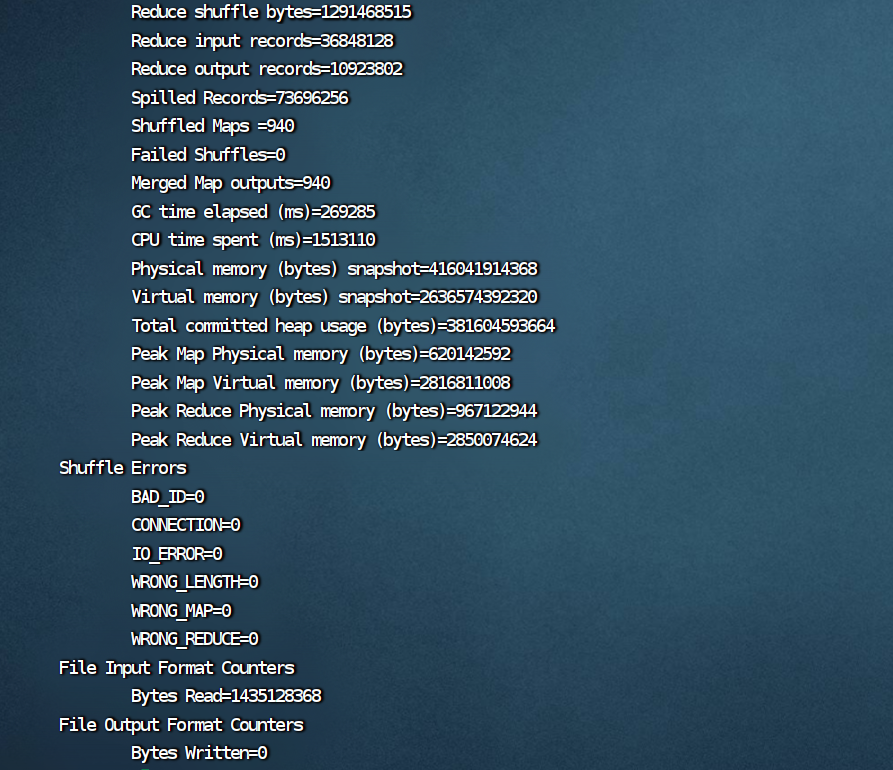 Reduce shuffle bytes=1291468515
Reduce input records=36848128
Reduce output records=10923802
Spilled Records=73696256
Shuffled Maps =940
Failed Shuffles=0
Merged Map outputs=940
GC time elapsed (ms)=269285
CPU time spent (ms)=1513110
Physical memory (bytes) snapshot=416041914368
Virtual memory (bytes) snapshot=2636574392320
Total committed heap usage (bytes)=381604593664
Peak Map Physical memory (bytes)=620142592
Peak Map Virtual memory (bytes)=2816811008
Peak Reduce Physical memory (bytes)=967122944
Peak Reduce Virtual memory (bytes)=2850074624
Shuffle Errors
BAD_ID=0
CONNECTION=0
IO_ERROR=0
WRONG_LENGTH=0
WRONG_MAP=0
WRONG_REDUCE=0
File Input Format Counters
Bytes Read=1435128368
File Output Format Counters
Bytes Written=0